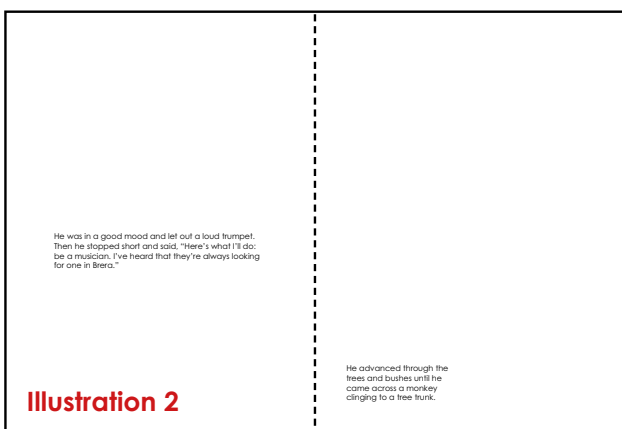 He was in a good mood and let out a loud trumpet.
Then he stopped short and said, “Here’s what I’ll do:
be a musician. I’ve heard that they’re always looking
for one in Brera.”
Illustration 2
He advanced through the
trees and bushes until he
came across a monkey
clinging to a tree trunk.